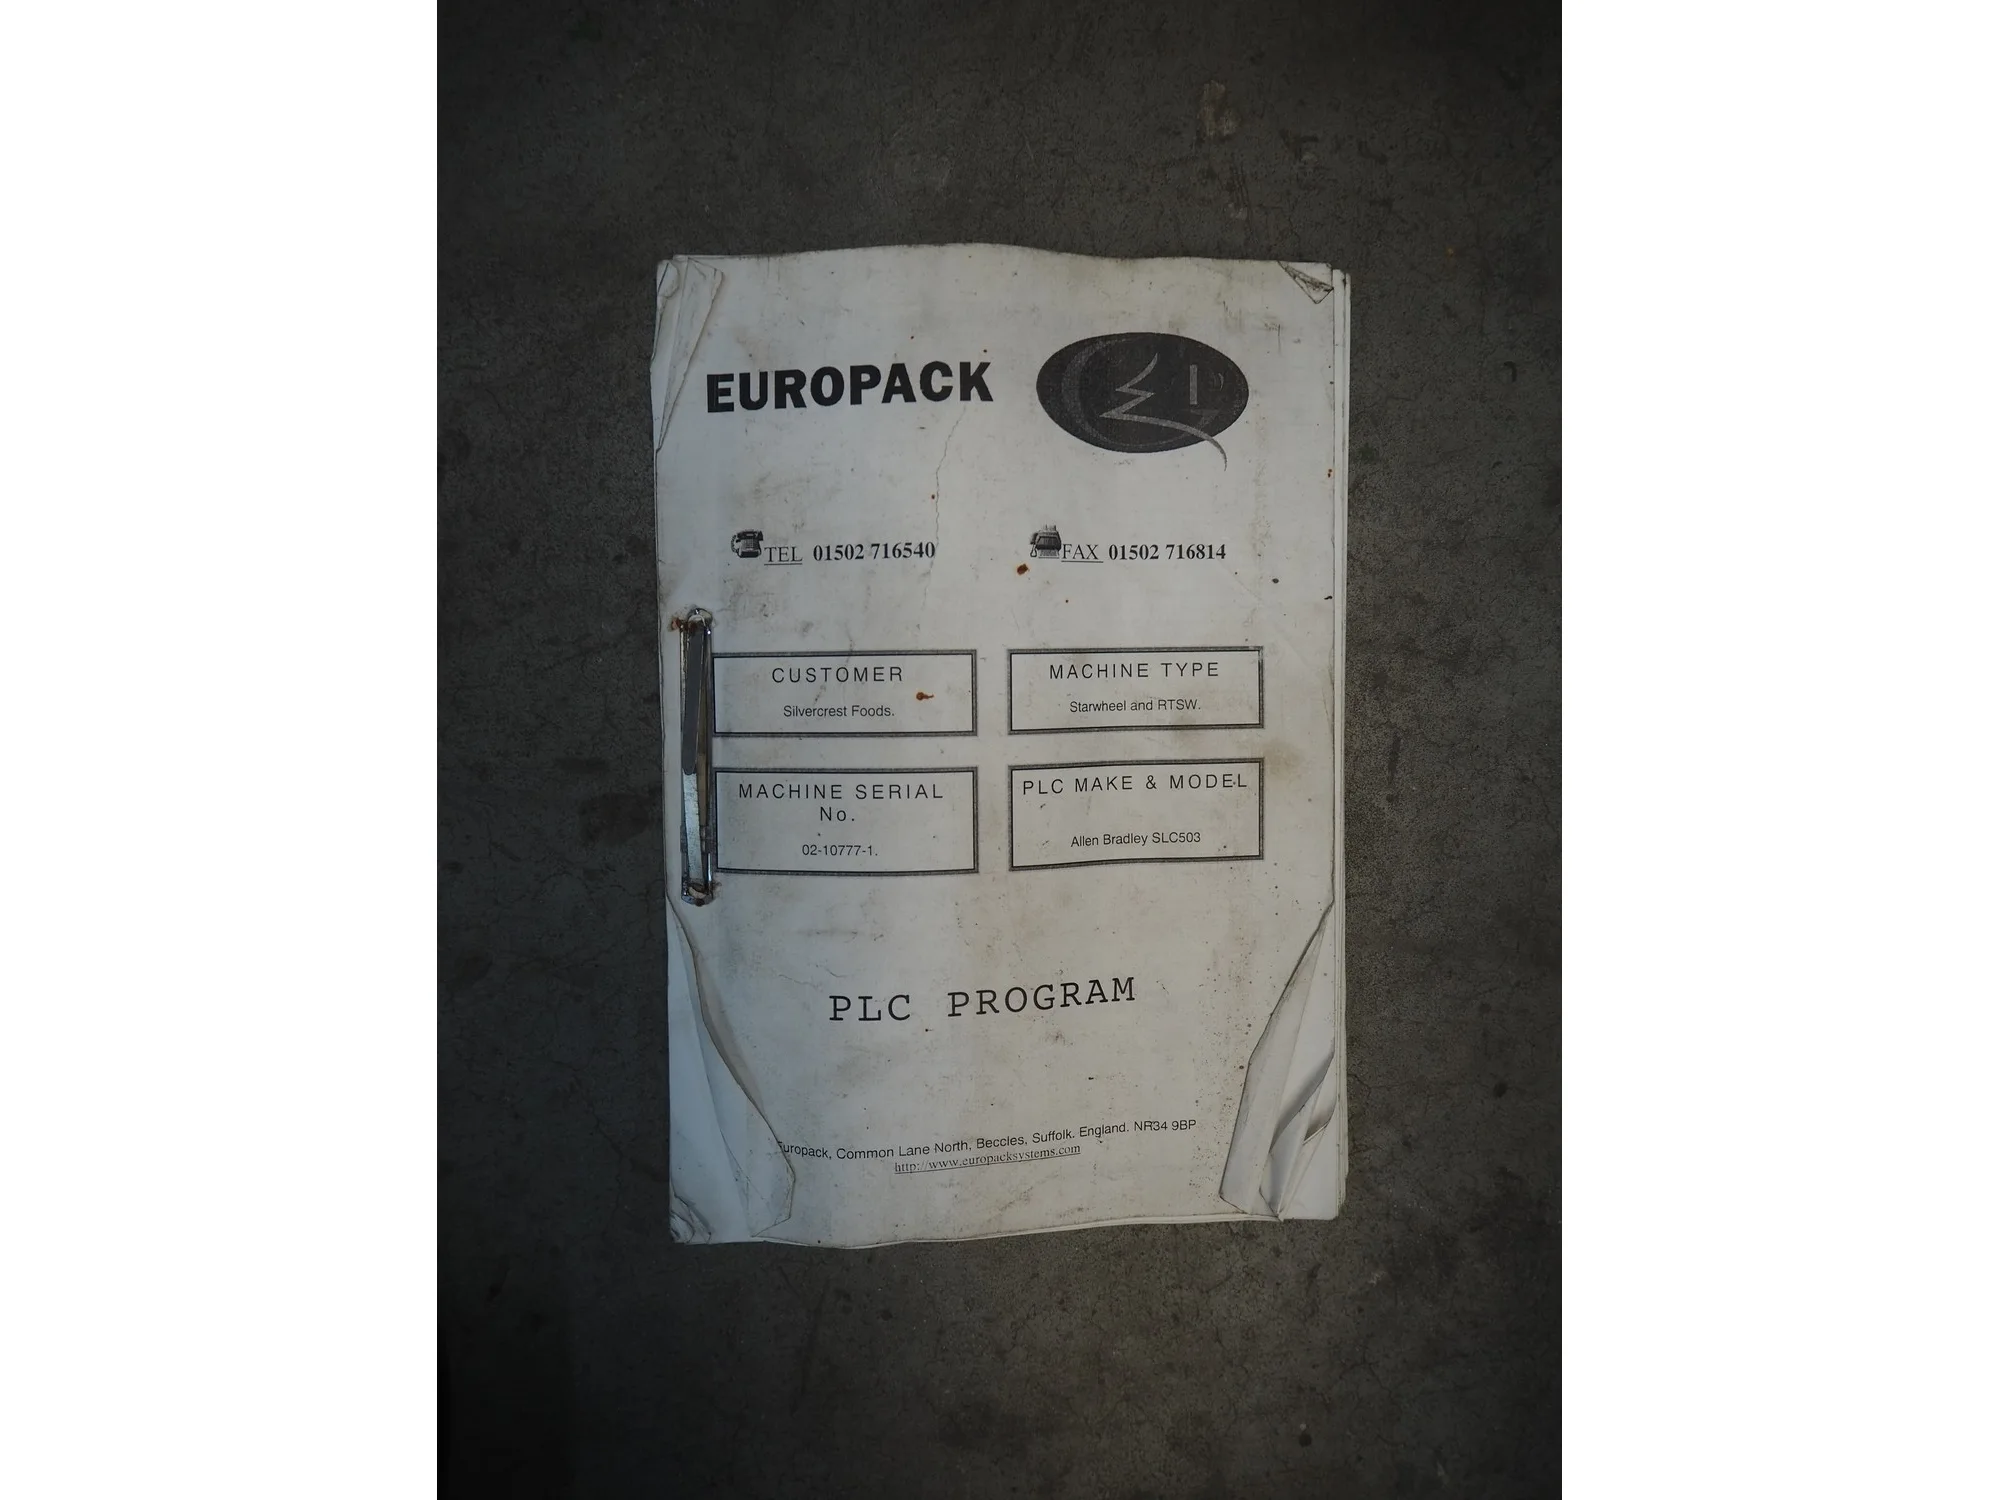 EUROPACK
EP
TEL 01502 716540
FAX 01502 716814
CUSTOMER
Silvercrest Foods.
MACHINE TYPE
Starwheel and RTSW.
MACHINE SERIAL
No.
02-10777-1.
PLC MAKE & MODEL
Allen Bradley SLC503
PLC PROGRAM
Europack, Common Lane North, Beccles, Suffolk. England. NR34 9BP
http://www.europacksystems.com